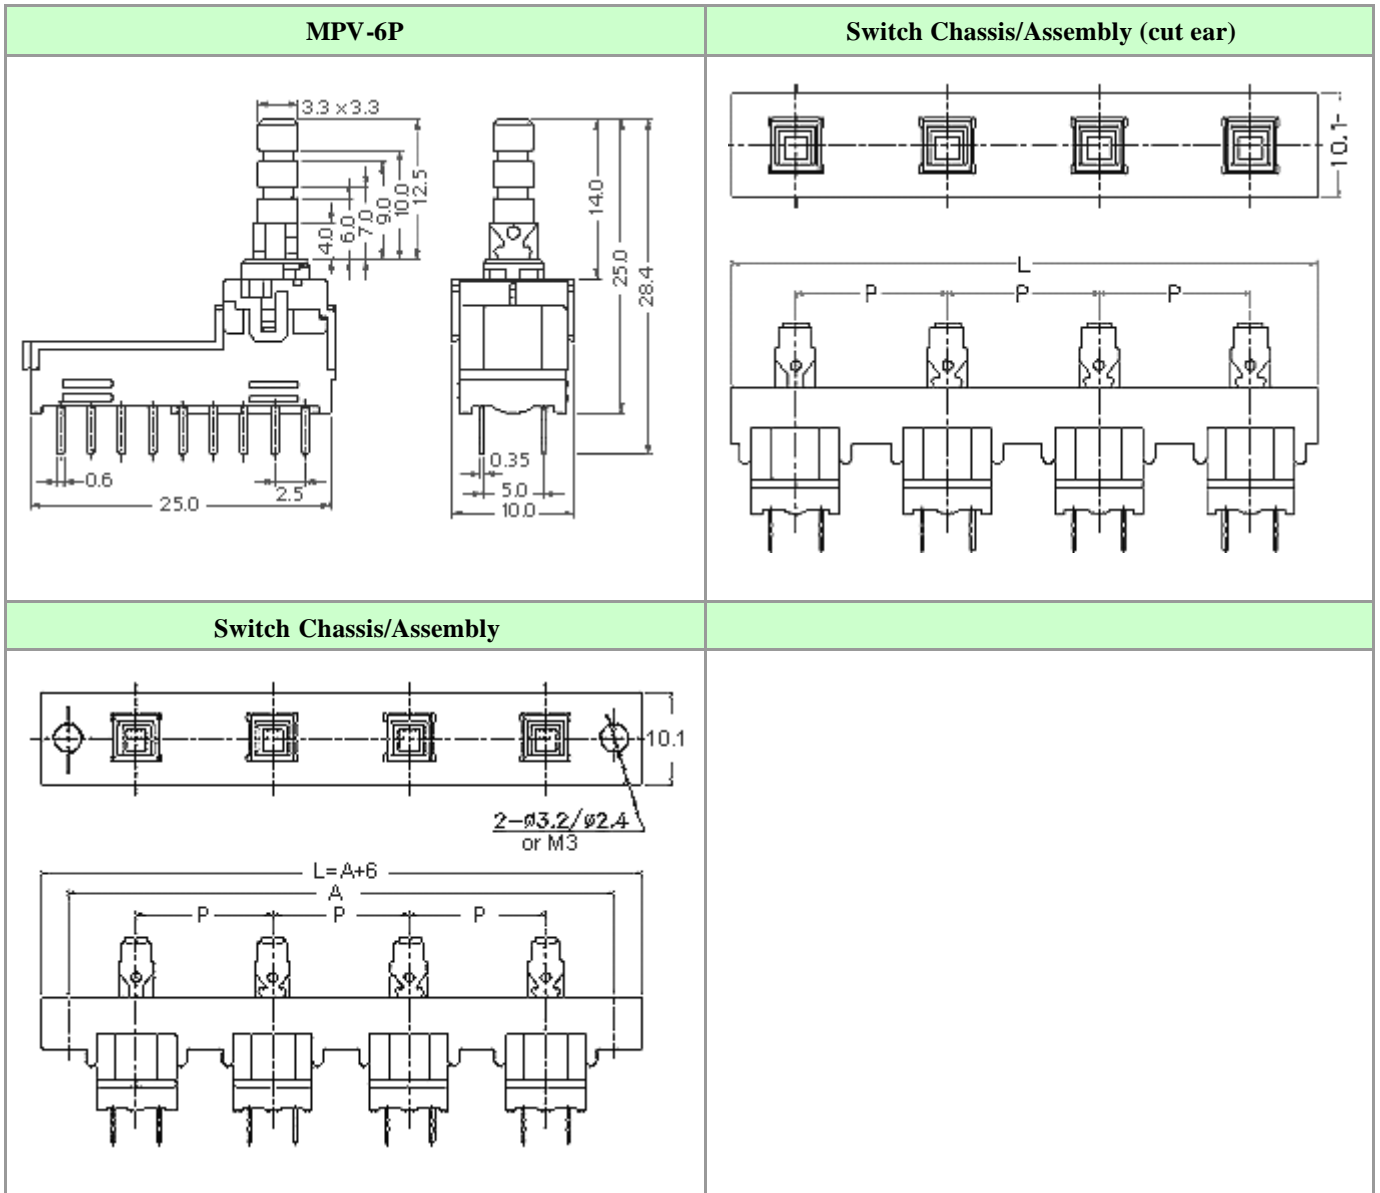 MPV-6P
Switch Chassis/Assembly (cut ear)
3.3 ×3.3
4.0
6.0
7.0
9.0
10.0
12.5
0.6
2.5
25.0
14.0
25.0
28.4
0.35
5.0
10.0
10.1
L
P
P
P
Switch Chassis/Assembly
10.1
2-ø3.2/ø2.4
or M3
L=A+6
A
P
P
P